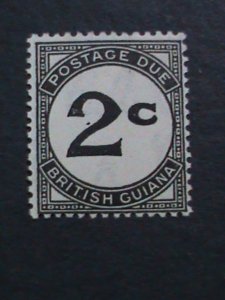 POSTAGE DUE
2c
BRITISH GUIANA